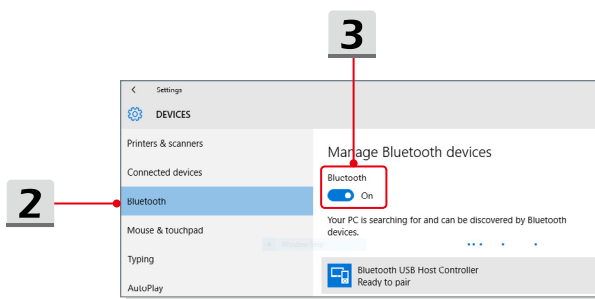 3
Settings
DEVICES
Printers & scanners
Manage Bluetooth devices
Connected devices
Bluetooth
2
Bluetooth
On
Your PC is searching for and can be discovered by Bluetooth
devices.
Mouse & touchpad
Typing
Bluetooth USB Host Controller
Ready to pair
AutoPlay